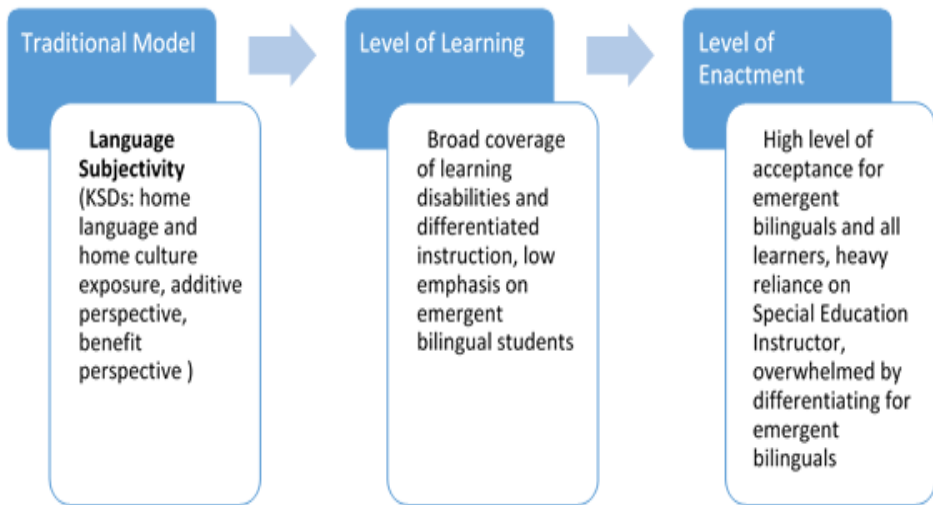 Traditional Model
Language
Subjectivity
(KSDs: home
language and
home culture
exposure, additive
perspective,
benefit
perspective )
Level of Learning
Broad coverage
of learning
disabilities and
differentiated
instruction, low
emphasis on
emergent
bilingual students
Level of
Enactment
High level of
acceptance for
emergent
bilinguals and all
learners, heavy
reliance on
Special Education
Instructor,
overwhelmed by
differentiating for
emergent
bilinguals